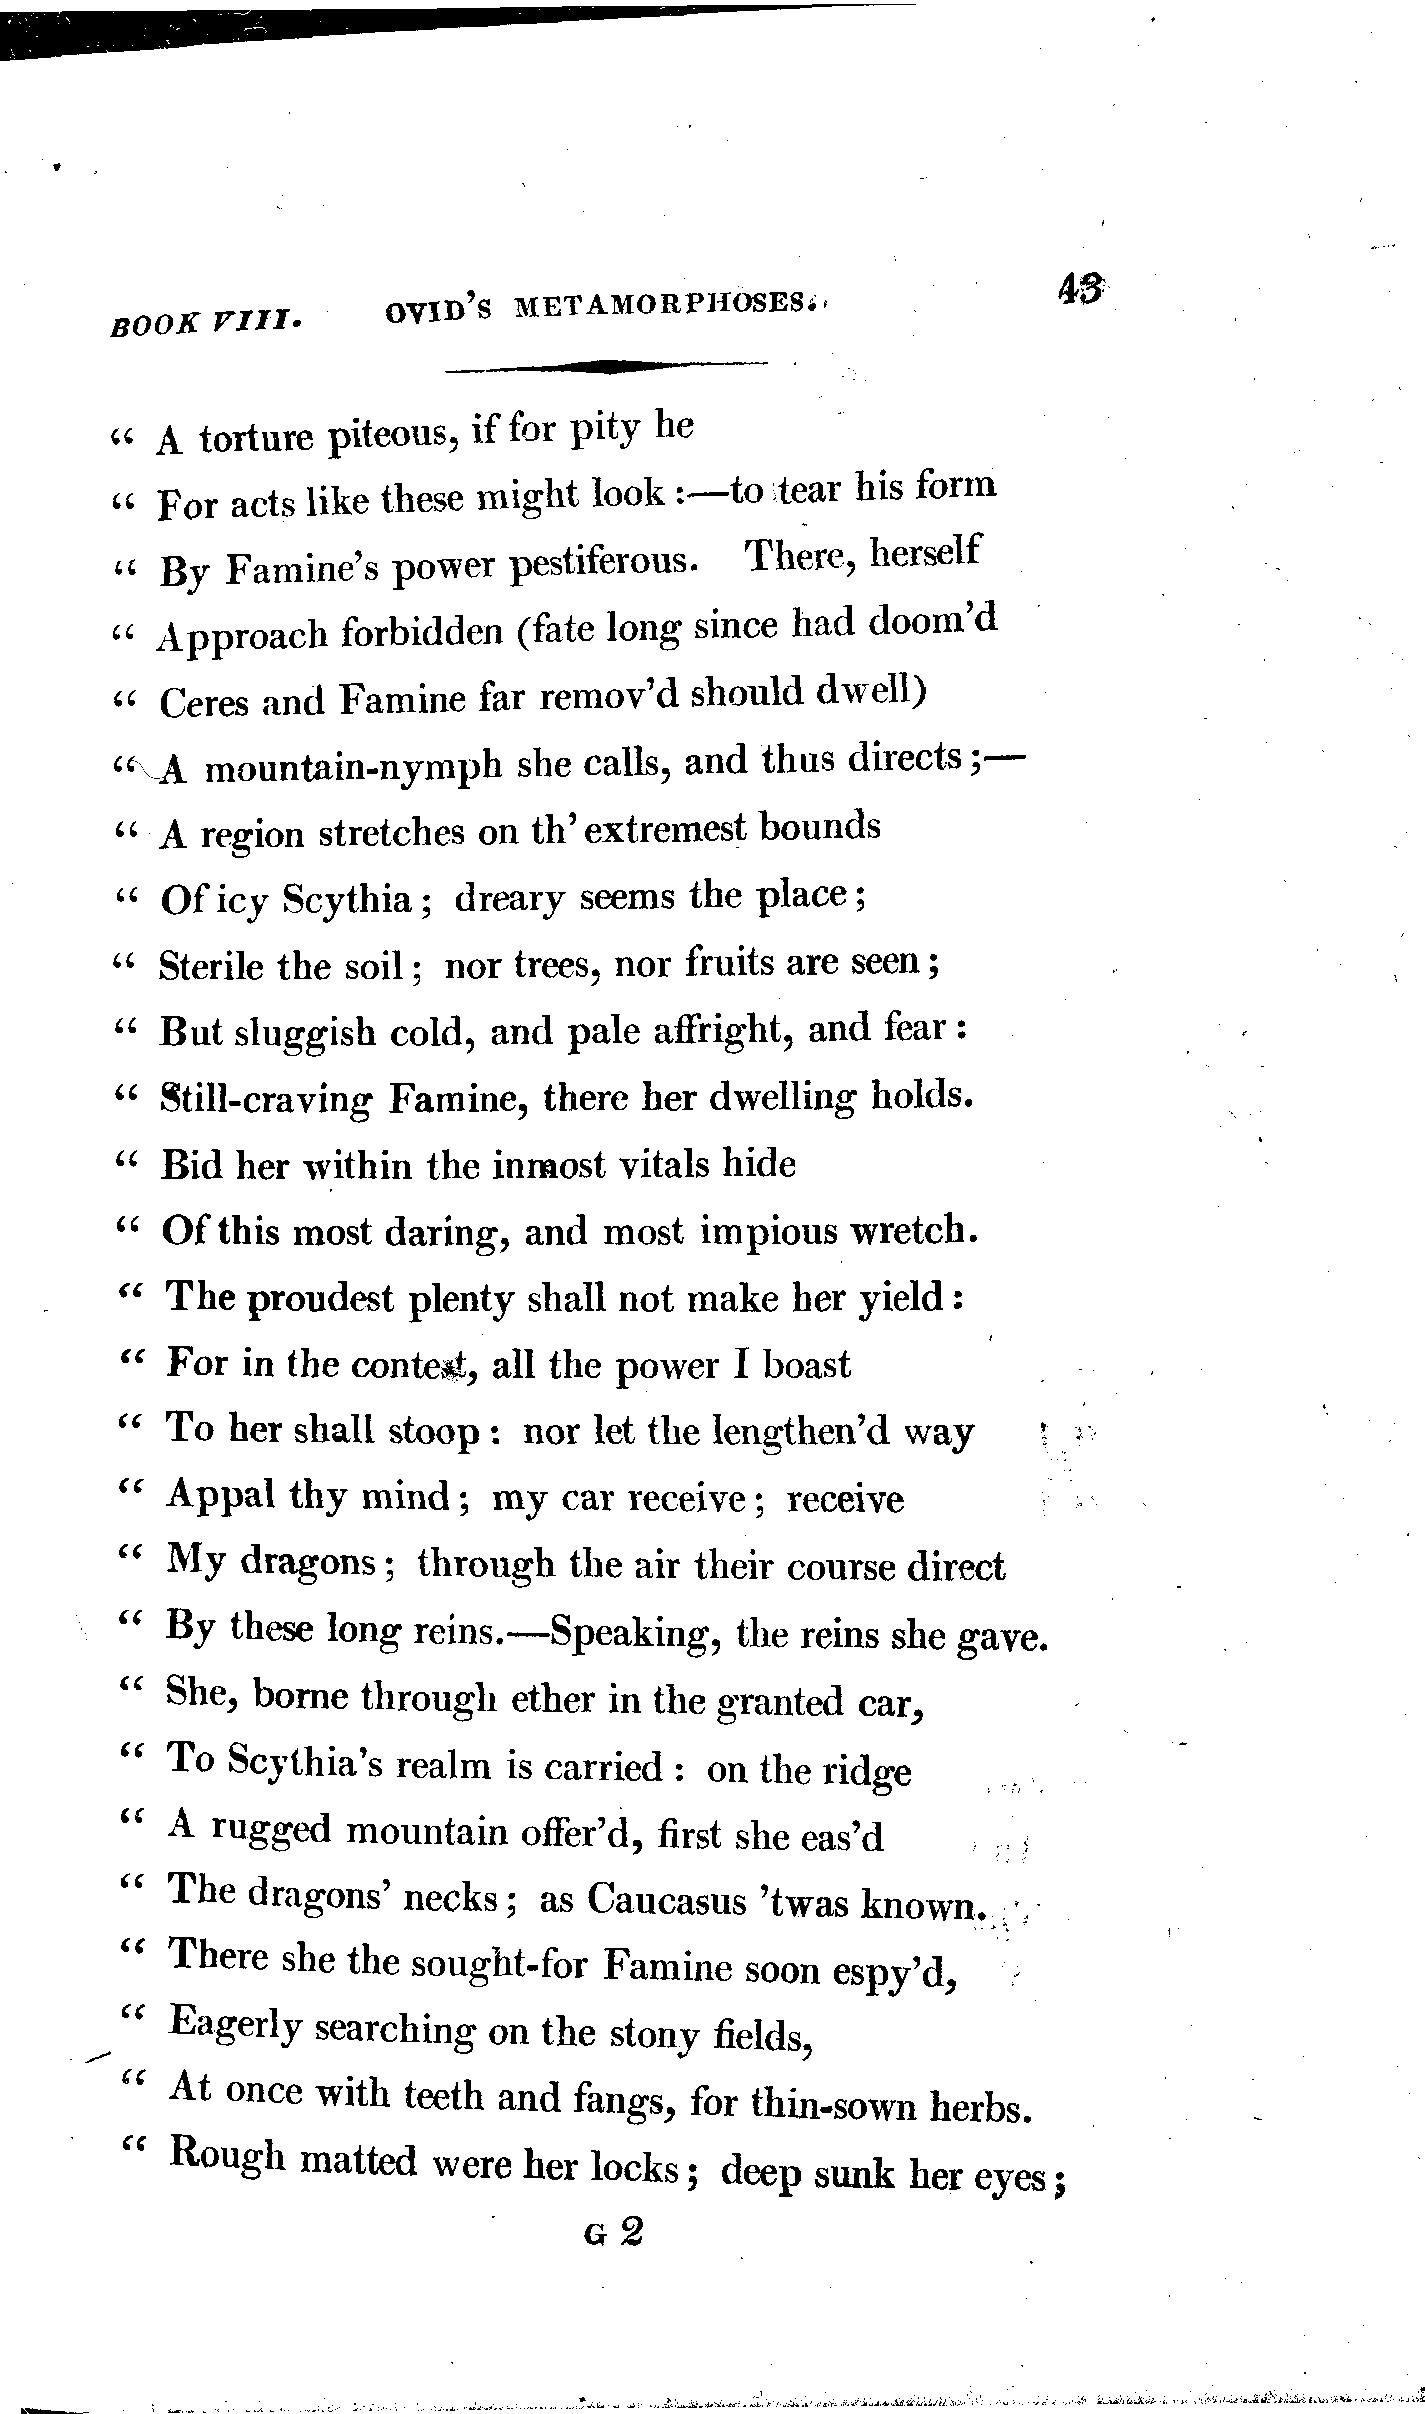 BOOK VIII. OVID'S METAMORPHOSES. 43
“ A torture piteous, if for pity he
“ For acts like these might look :—to tear his form
“ By Famine's power pestiferous. There, herself
“ Approach forbidden (fate long since had doom'd
“ Ceres and Famine far remov'd should dwell)
“ A mountain-nymph she calls, and thus directs ;—
“ A region stretches on th' extremest bounds
“ Of icy Scythia ; dreary seems the place ;
“ Sterile the soil ; nor trees, nor fruits are seen ;
“ But sluggish cold, and pale affright, and fear :
“ Still-craving Famine, there her dwelling holds.
“ Bid her within the inmost vitals hide
“ Of this most daring, and most impious wretch.
“ The proudest plenty shall not make her yield :
“ For in the contest, all the power I boast
“ To her shall stoop : nor let the lengthen'd way
“ Appal thy mind ; my car receive ; receive
“ My dragons ; through the air their course direct
“ By these long reins.—Speaking, the reins she gave.
“ She, borne through ether in the granted car,
“ To Scythia's realm is carried : on the ridge
“ A rugged mountain offer'd, first she eas'd
“ The dragons' necks ; as Caucasus 'twas known.
“ There she the sought-for Famine soon espy'd,
“ Eagerly searching on the stony fields,
“ At once with teeth and fangs, for thin-sown herbs.
“ Rough matted were her locks ; deep sunk her eyes ;
G 2